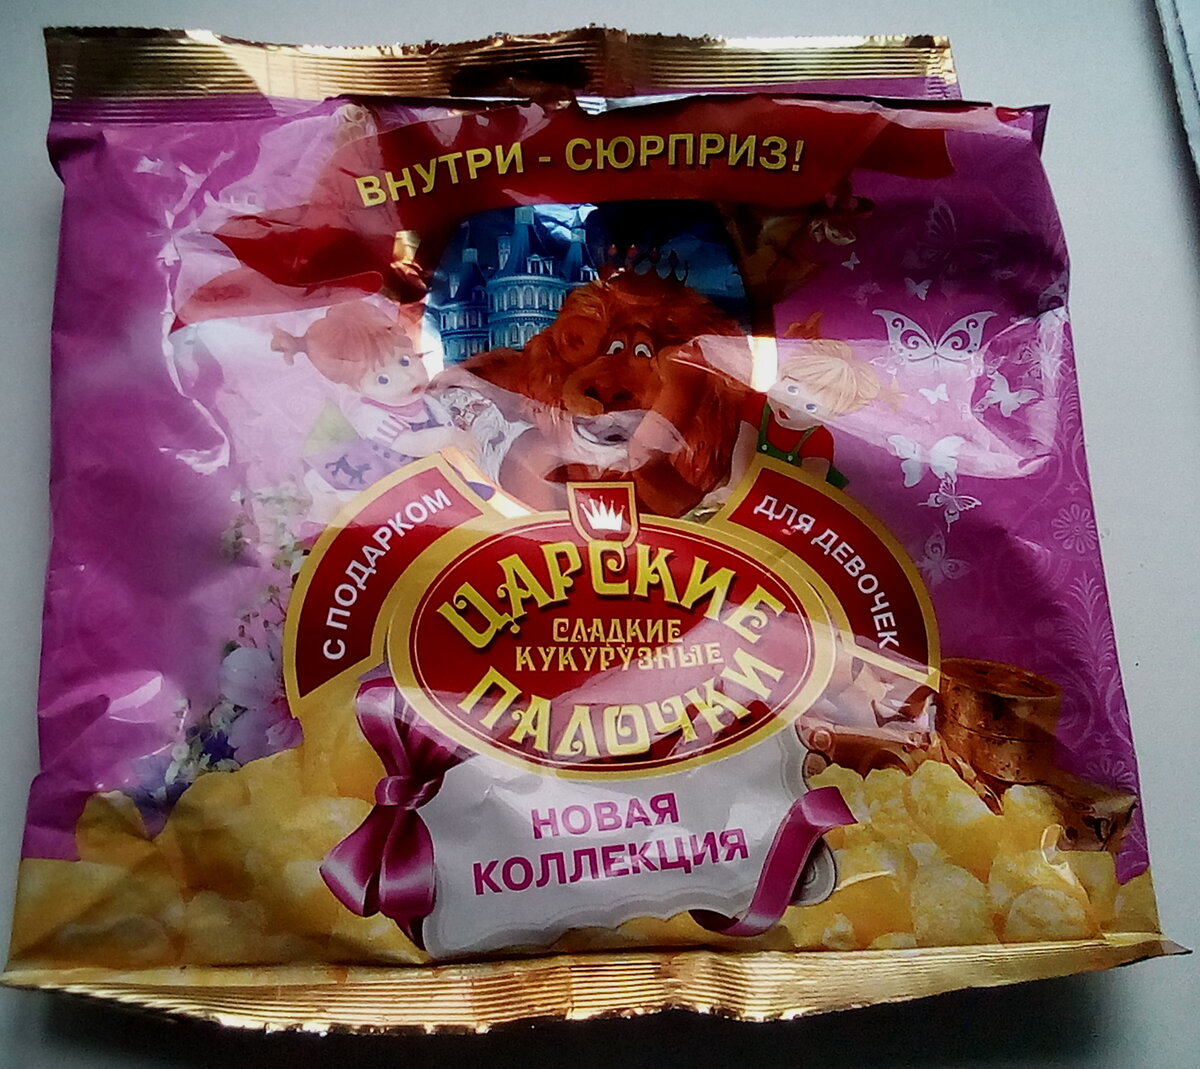 ВНУТРИ - СЮРПРИЗ!
С ПОДАРКОМ
ДЛЯ ДЕВОЧЕК
ЦАРСКИЕ
СЛАДКИЕ
КУКУРУЗНЫЕ
ПАЛОЧКИ
НОВАЯ
КОЛЛЕКЦИЯ